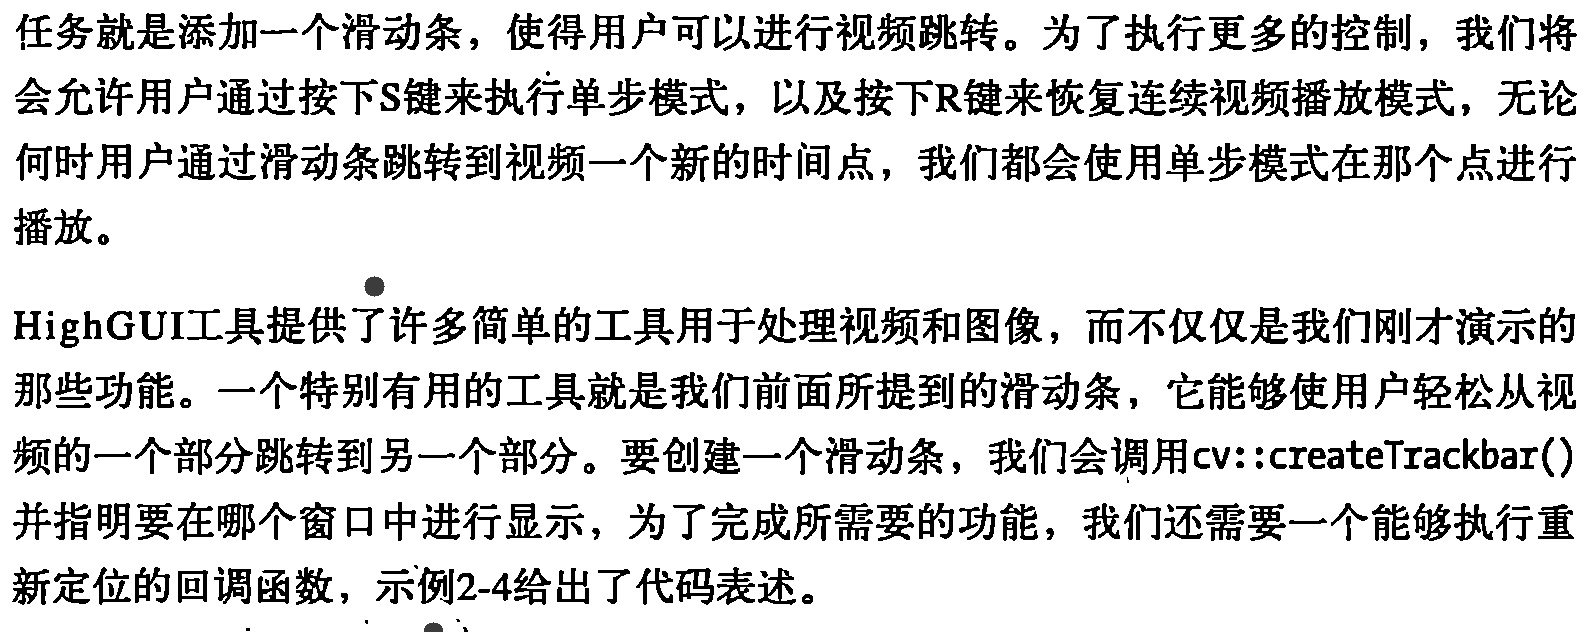 任务就是添加一个滑动条，使得用户可以进行视频跳转。为了执行更多的控制，我们将
会允许用户通过按下S键来执行单步模式，以及按下R键来恢复连续视频播放模式，无论
何时用户通过滑动条跳转到视频一个新的时间点，我们都会使用单步模式在那个点进行
播放。
HighGUI工具提供了许多简单的工具用于处理视频和图像，而不仅仅是我们刚才演示的
那些功能。一个特别有用的工具就是我们前面所提到的滑动条，它能够使用户轻松从视
频的一个部分跳转到另一个部分。要创建一个滑动条，我们会调用cv::createTrackbar()
并指明要在哪个窗口中进行显示，为了完成所需要的功能，我们还需要一个能够执行重
新定位的回调函数，示例2-4给出了代码表述。